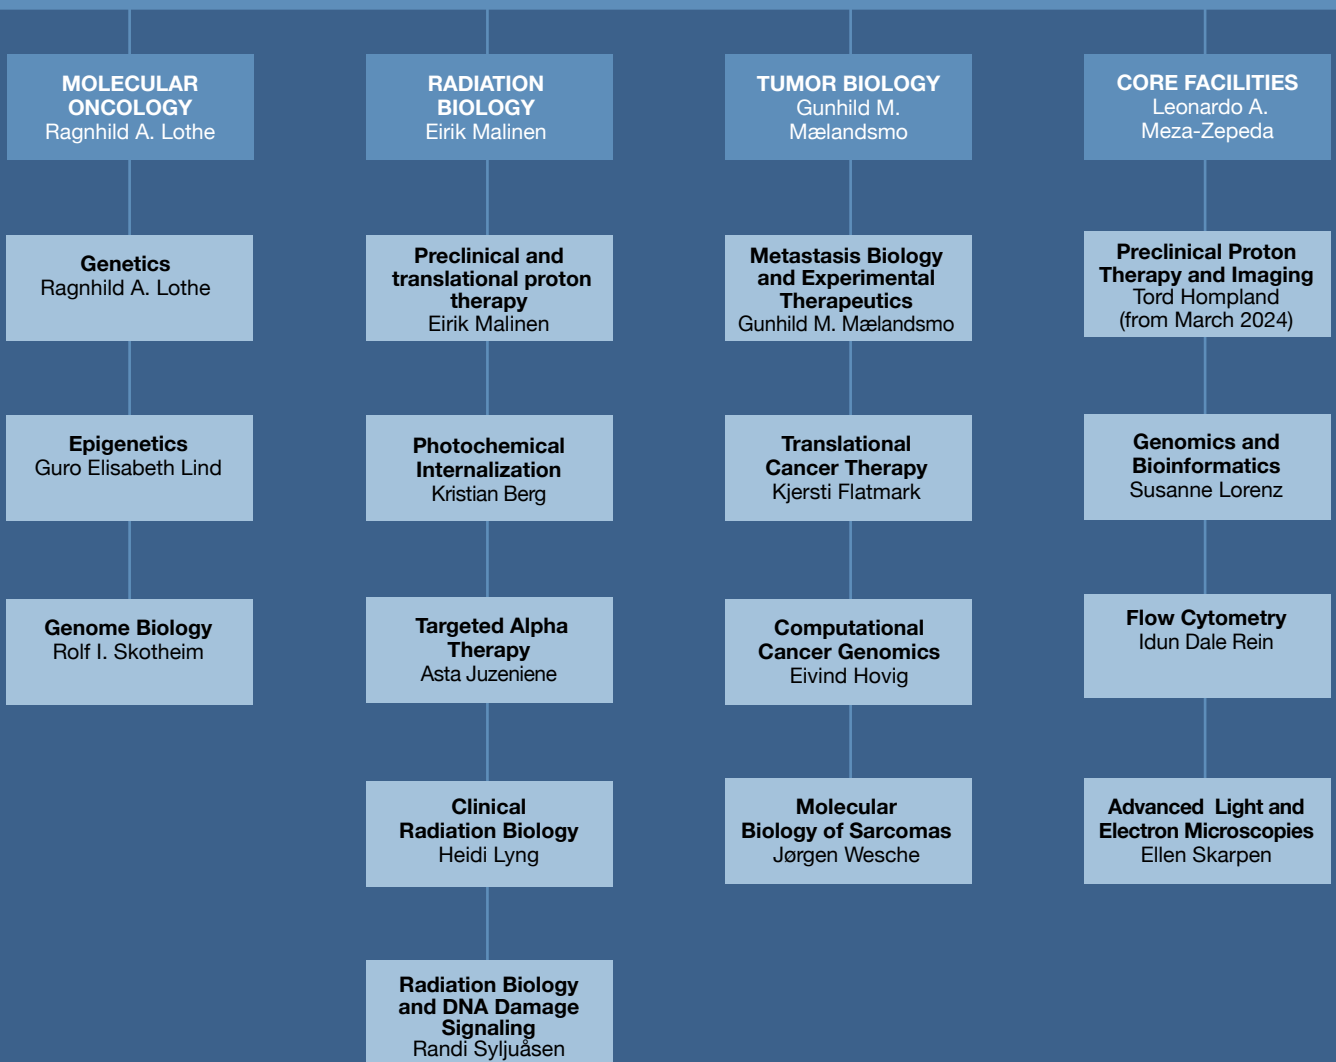 MOLECULAR
ONCOLOGY
Ragnhild A. Lothe
Genetics
Ragnhild A. Lothe
Epigenetics
Guro Elisabeth Lind
Genome Biology
Rolf I. Skotheim
RADIATION
BIOLOGY
Eirik Malinen
Preclinical and
translational proton
therapy
Eirik Malinen
Photochemical
Internalization
Kristian Berg
Targeted Alpha
Therapy
Asta Juzeniene
Clinical
Radiation Biology
Heidi Lyng
Radiation Biology
and DNA Damage
Signaling
Randi Syljuåsen
TUMOR BIOLOGY
Gunhild M.
Mælandsmo
Metastasis Biology
and Experimental
Therapeutics
Gunhild M. Mælandsmo
Translational
Cancer Therapy
Kjersti Flatmark
Computational
Cancer Genomics
Eivind Hovig
Molecular
Biology of Sarcomas
Jørgen Wesche
CORE FACILITIES
Leonardo A.
Meza-Zepeda
Preclinical Proton
Therapy and Imaging
Tord Hompland
(from March 2024)
Genomics and
Bioinformatics
Susanne Lorenz
Flow Cytometry
Idun Dale Rein
Advanced Light and
Electron Microscopies
Ellen Skarpen